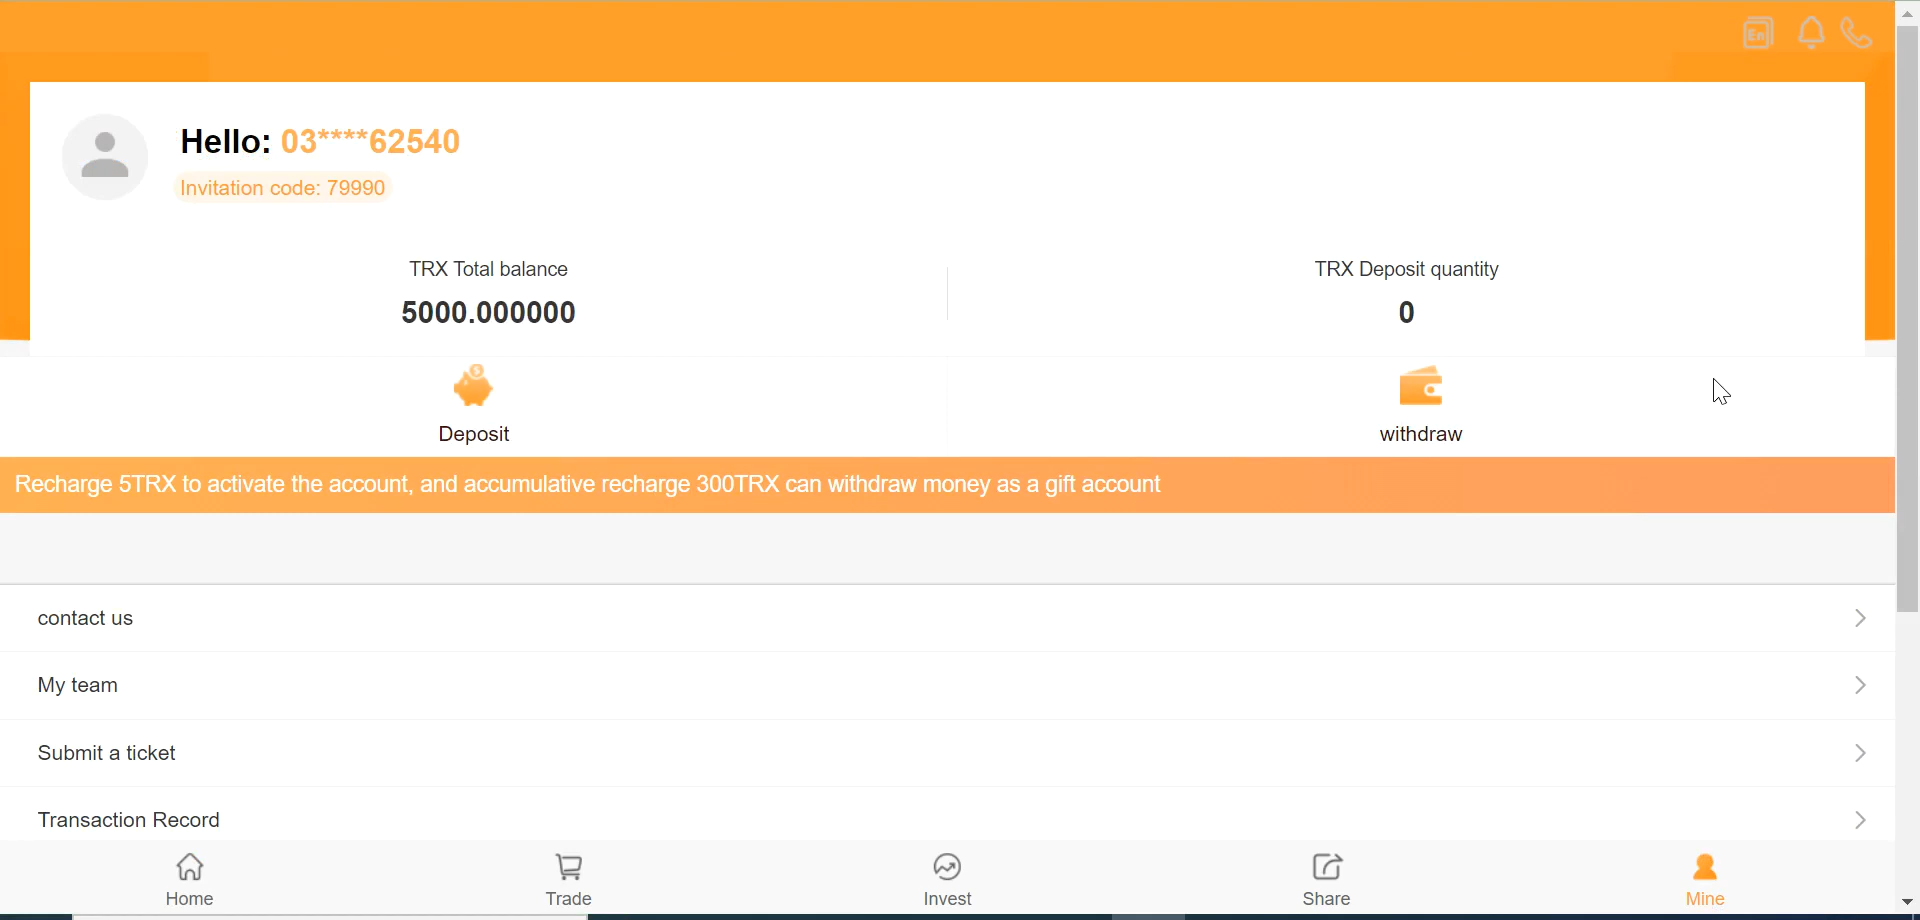 En
Hello: 03****62540
Invitation code: 79990
TRX Total balance
TRX Deposit quantity
5000.000000
0
Deposit
withdraw
Recharge 5TRX to activate the account, and accumulative recharge 300TRX can withdraw money as a gift account
contact us
My team
Submit a ticket
Transaction Record
Home
Trade
Invest
Share
Mine